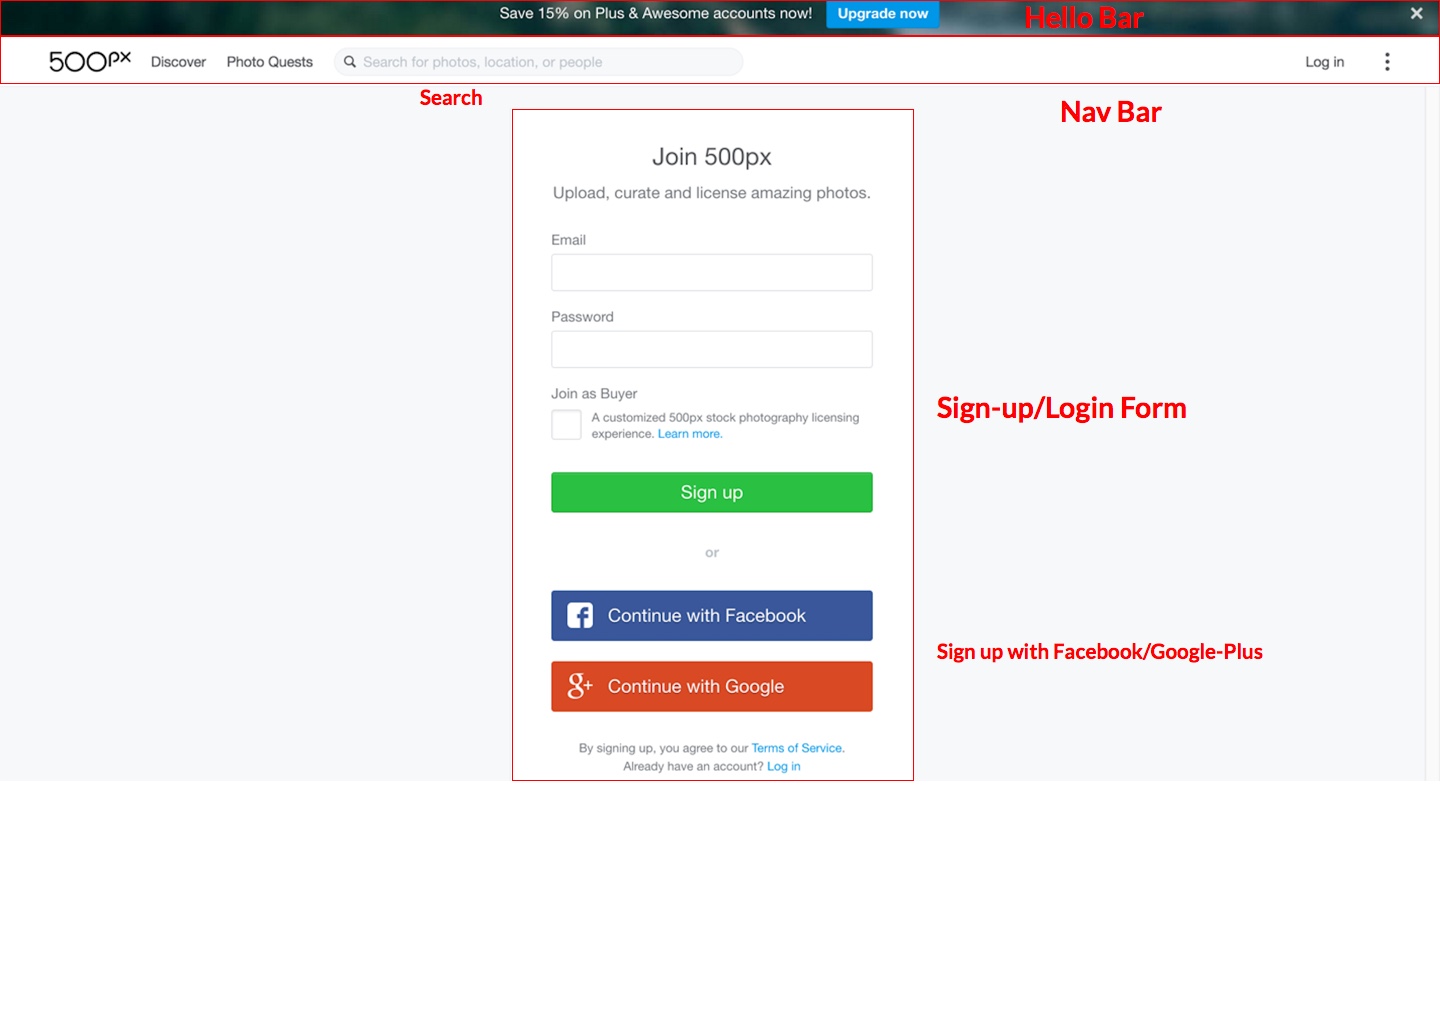 Save 15% on Plus & Awesome accounts now! Upgrade now Hello Bar ×
500px Discover Photo Quests Search for photos, location, or people Log in
Search
Nav Bar
Join 500px
Upload, curate and license amazing photos.
Email
Password
Join as Buyer
A customized 500px stock photography licensing
experience. Learn more.
Sign-up/Login Form
Sign up
or
Continue with Facebook
Sign up with Facebook/Google-Plus
g+ Continue with Google
By signing up, you agree to our Terms of Service.
Already have an account? Log in